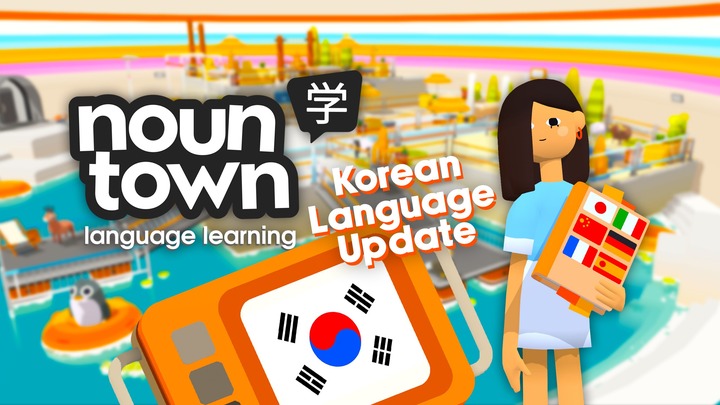 noun
town
学
language learning
Korean
Language
Update